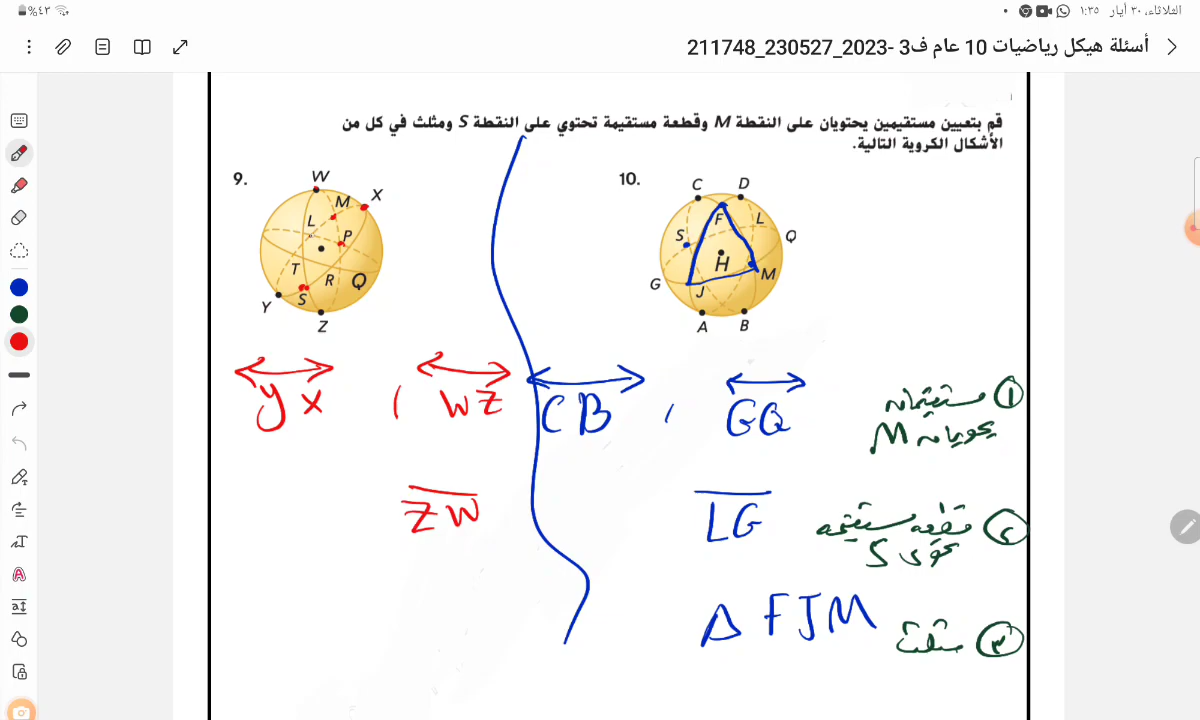 الثلاثاء، ٣٠ أيار ١:٣٥
٤٣%
أسئلة هيكل رياضيات 10 عام ف3 -2023_230527_211748
قم بتعيين مستقيمين يحتويان على النقطة M وقطعة مستقيمة تحتوي على النقطة S ومثلث في كل من
الأشكال الكروية التالية.
9.
W
M
X
L
P
T
R
Q
Y
S
Z
10.
C
D
F
L
S
Q
H
G
J
M
A
B
YX , WZ
CB , GQ
① مستقيمان
يحويان M
ZW
LG
② قطعة مستقيمة
تحوي S
Δ FJM
③ مثلث